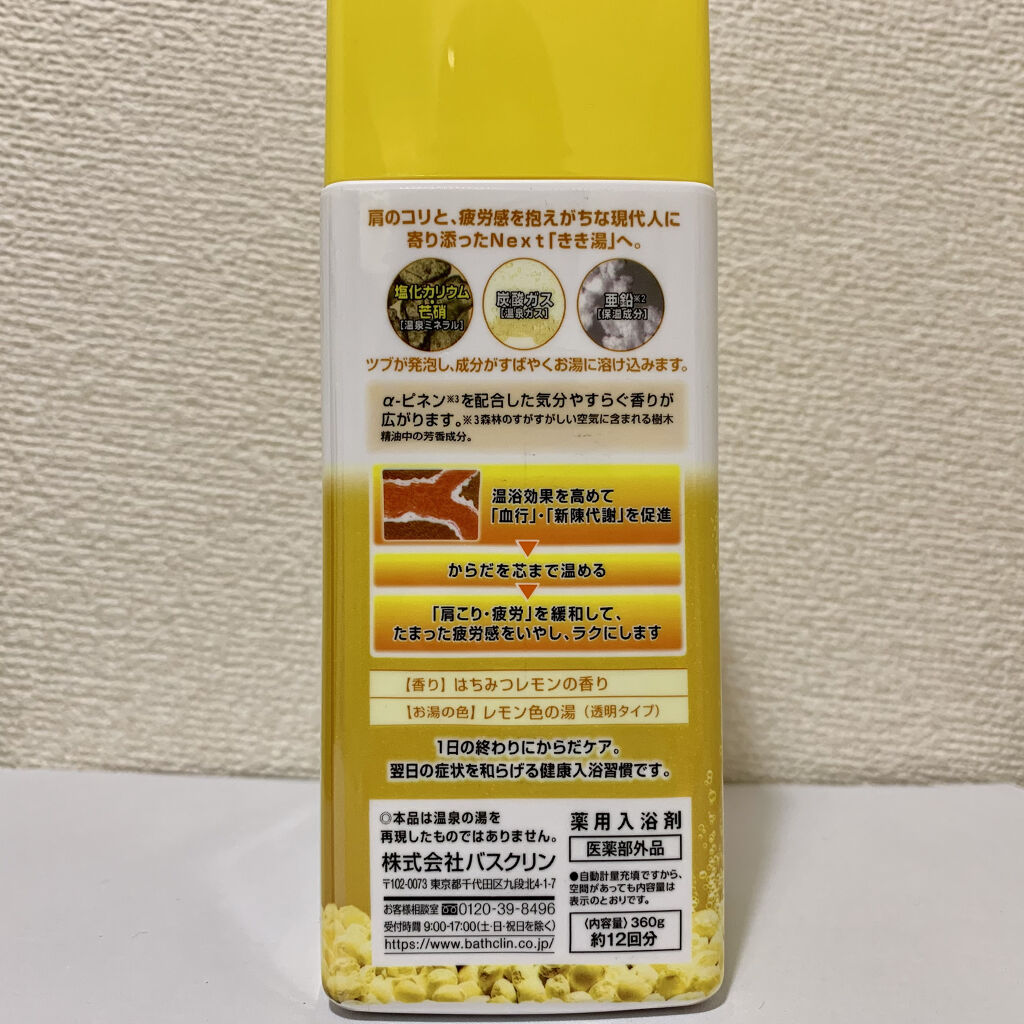 肩のコリと、疲労感を抱えがちな現代人に
寄り添ったNext「きき湯」へ。
塩化カリウム
芒硝
[温泉ミネラル]
炭酸ガス
[温泉ガス]
亜鉛※2
[保湿成分]
ツブが発泡し、成分がすばやくお湯に溶け込みます。
α-ピネン※3を配合した気分やすらぐ香りが
広がります。※3森林のすがすがしい空気に含まれる樹木
精油中の芳香成分。
温浴効果を高めて
「血行」・「新陳代謝」を促進
からだを芯まで温める
「肩こり・疲労」を緩和して、
たまった疲労感をいやし、ラクにします
【香り】はちみつレモンの香り
【お湯の色】レモン色の湯（透明タイプ）
1日の終わりにからだケア。
翌日の症状を和らげる健康入浴習慣です。
◎本品は温泉の湯を
再現したものではありません。
株式会社バスクリン
〒102-0073 東京都千代田区九段北4-1-7
お客様相談室 0120-39-8496
受付時間 9:00-17:00(土・日・祝日を除く)
https://www.bathclin.co.jp/
薬用入浴剤
医薬部外品
●自動計量充填ですから、
空間があっても内容量は
表示のとおりです。
〈内容量〉360g
約12回分